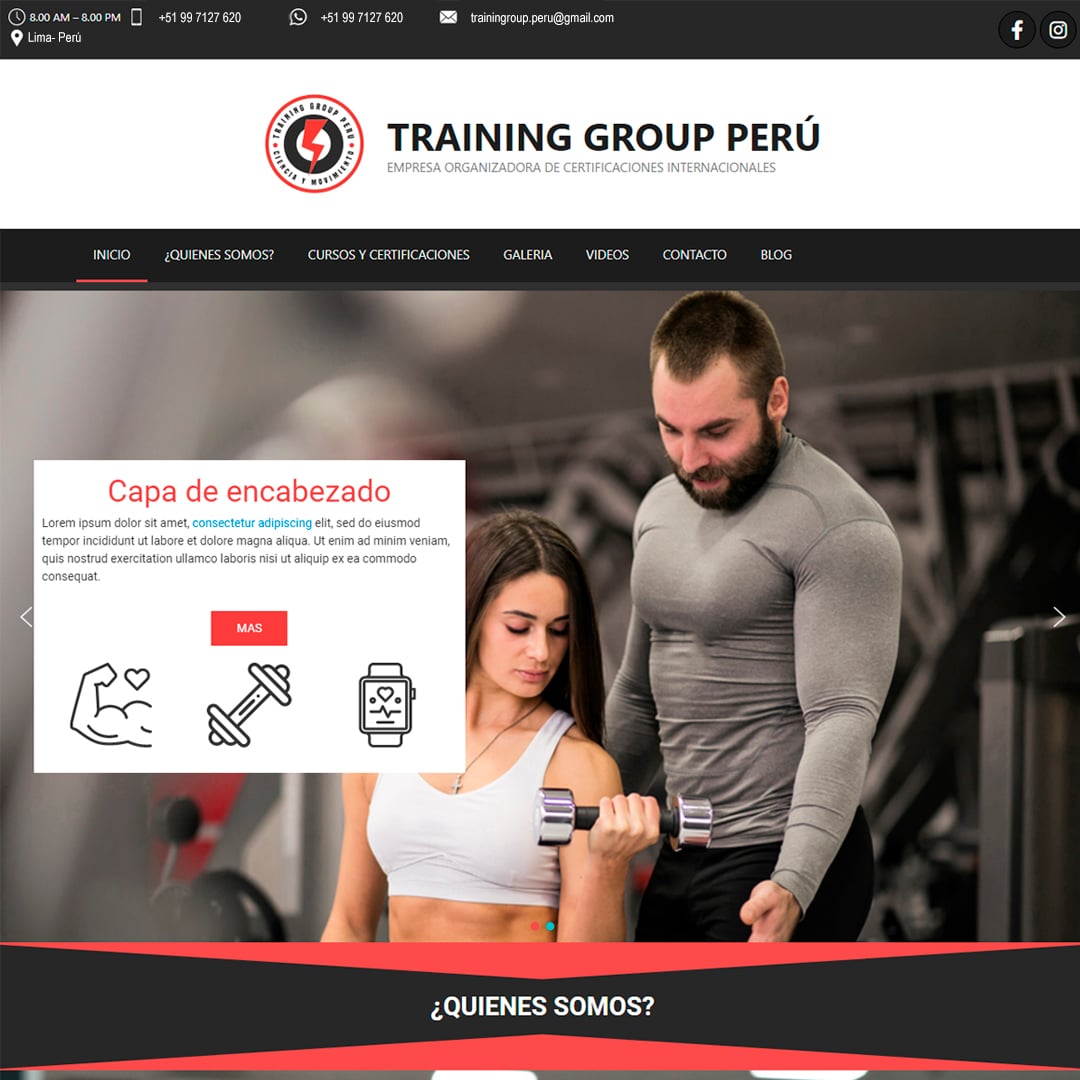 8.00 AM – 8.00 PM
+51 99 7127 620
+51 99 7127 620
trainingroup.peru@gmail.com
Lima- Perú
TRAINING GROUP PERU
CIENCIA Y MOVIMIENTO
TRAINING GROUP PERÚ
EMPRESA ORGANIZADORA DE CERTIFICACIONES INTERNACIONALES
INICIO ¿QUIENES SOMOS? CURSOS Y CERTIFICACIONES GALERIA VIDEOS CONTACTO BLOG
Capa de encabezado
Lorem ipsum dolor sit amet, consectetur adipiscing elit, sed do eiusmod
tempor incididunt ut labore et dolore magna aliqua. Ut enim ad minim veniam,
quis nostrud exercitation ullamco laboris nisi ut aliquip ex ea commodo
consequat.
MAS
¿QUIENES SOMOS?